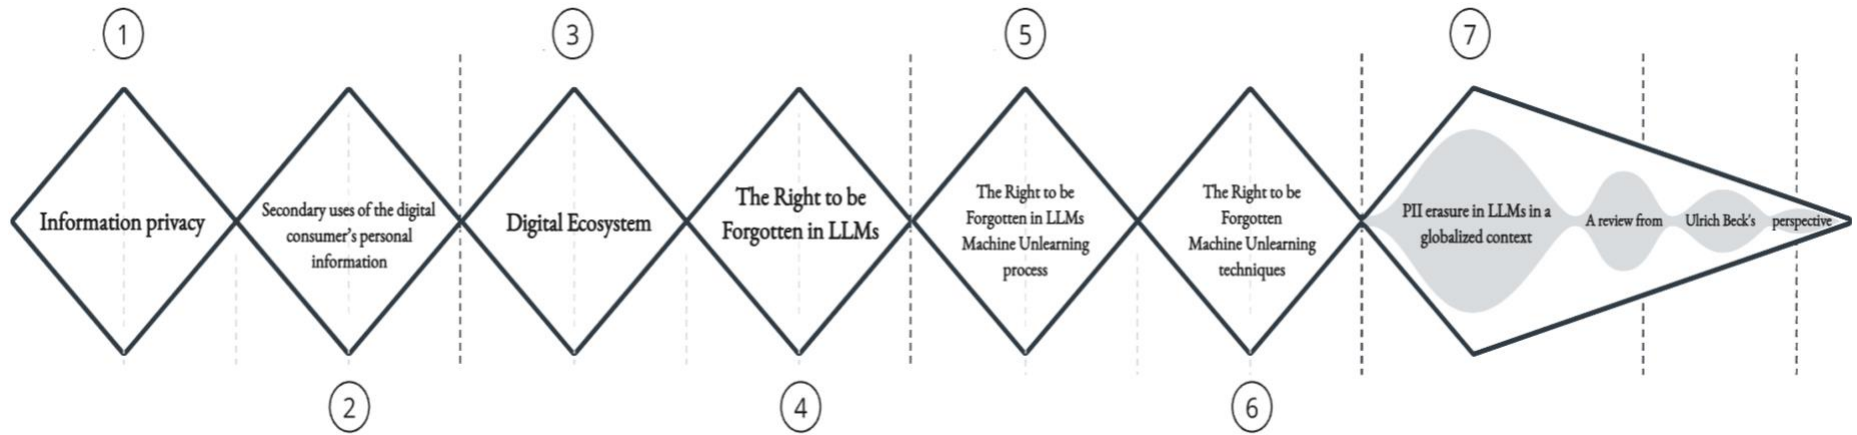 1
Information privacy
2
Secondary uses of the digital
consumer's personal
information
3
Digital Ecosystem
4
The Right to be
Forgotten in LLMs
5
The Right to be
Forgotten in LLMs
Machine Unlearning
process
6
The Right to be
Forgotten
Machine Unlearning
techniques
7
PII erasure in LLMs in a
globalized context
A review from
Ulrich Beck's
perspective